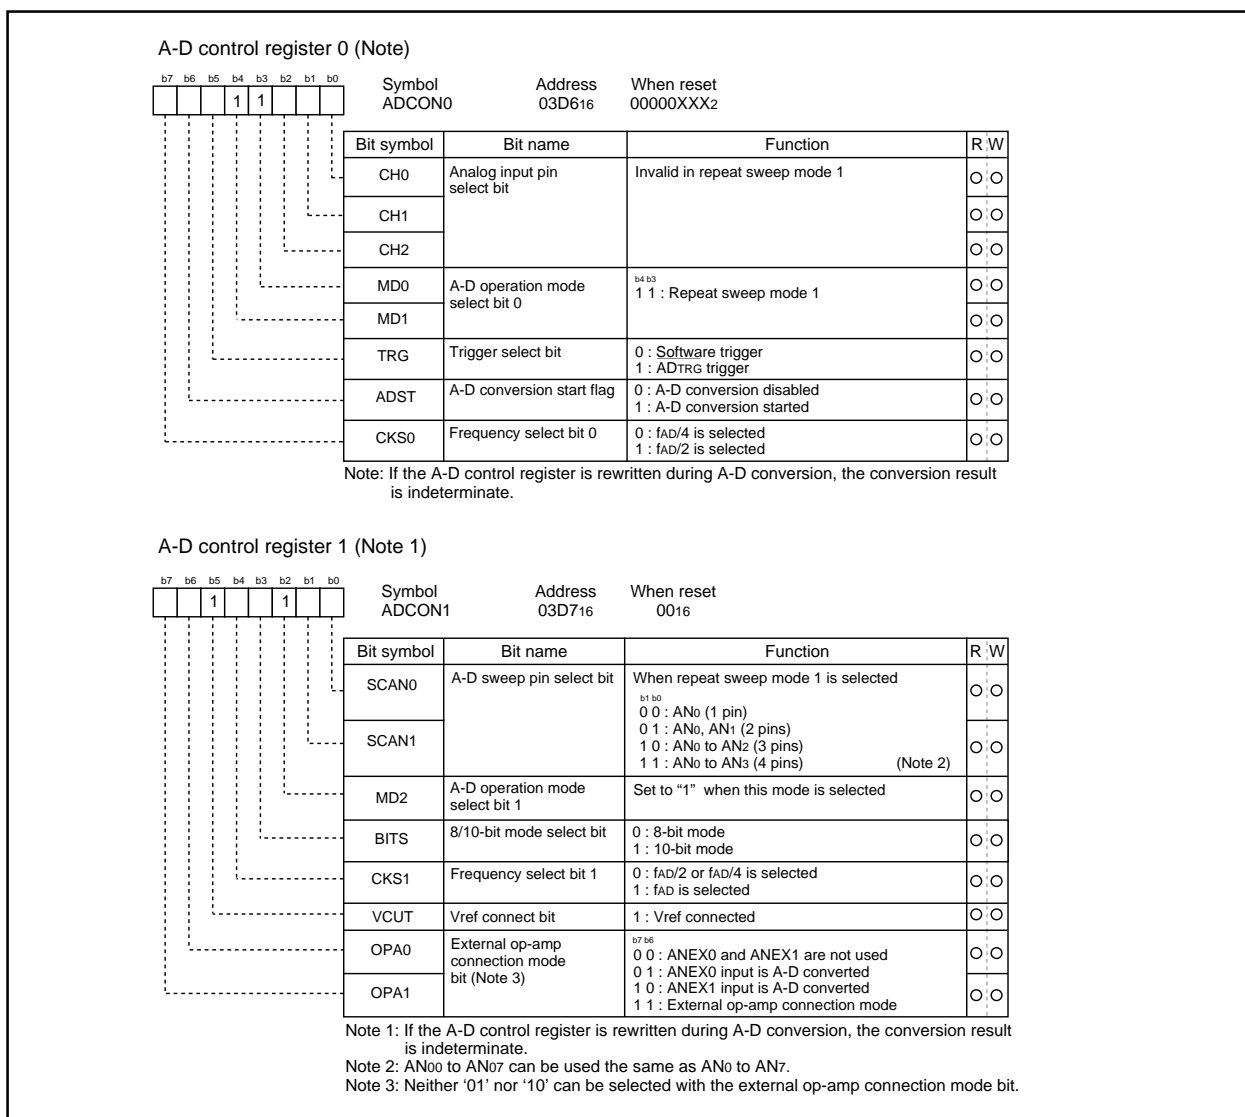 A-D control register 0 (Note)
b7 b6 b5 b4 b3 b2 b1 b0
1 1
Symbol Address When reset
ADCON0 03D616 00000XXX2
Bit symbol Bit name Function R W
CH0 Analog input pin select bit Invalid in repeat sweep mode 1
CH1
CH2
MD0 A-D operation mode select bit 0 b4 b3
1 1 : Repeat sweep mode 1
MD1
TRG Trigger select bit 0 : Software trigger
1 : ADTRG trigger
ADST A-D conversion start flag 0 : A-D conversion disabled
1 : A-D conversion started
CKS0 Frequency select bit 0 0 : fAD/4 is selected
1 : fAD/2 is selected
Note: If the A-D control register is rewritten during A-D conversion, the conversion result
is indeterminate.
A-D control register 1 (Note 1)
b7 b6 b5 b4 b3 b2 b1 b0
1 1
Symbol Address When reset
ADCON1 03D716 0016
Bit symbol Bit name Function R W
SCAN0 A-D sweep pin select bit When repeat sweep mode 1 is selected
b1 b0
0 0 : AN0 (1 pin)
0 1 : AN0, AN1 (2 pins)
SCAN1 1 0 : AN0 to AN2 (3 pins)
1 1 : AN0 to AN3 (4 pins) (Note 2)
MD2 A-D operation mode select bit 1 Set to “1” when this mode is selected
BITS 8/10-bit mode select bit 0 : 8-bit mode
1 : 10-bit mode
CKS1 Frequency select bit 1 0 : fAD/2 or fAD/4 is selected
1 : fAD is selected
VCUT Vref connect bit 1 : Vref connected
OPA0 External op-amp connection mode bit (Note 3) b7 b6
0 0 : ANEX0 and ANEX1 are not used
0 1 : ANEX0 input is A-D converted
OPA1 1 0 : ANEX1 input is A-D converted
1 1 : External op-amp connection mode
Note 1: If the A-D control register is rewritten during A-D conversion, the conversion result
is indeterminate.
Note 2: AN00 to AN07 can be used the same as AN0 to AN7.
Note 3: Neither ‘01’ nor ‘10’ can be selected with the external op-amp connection mode bit.